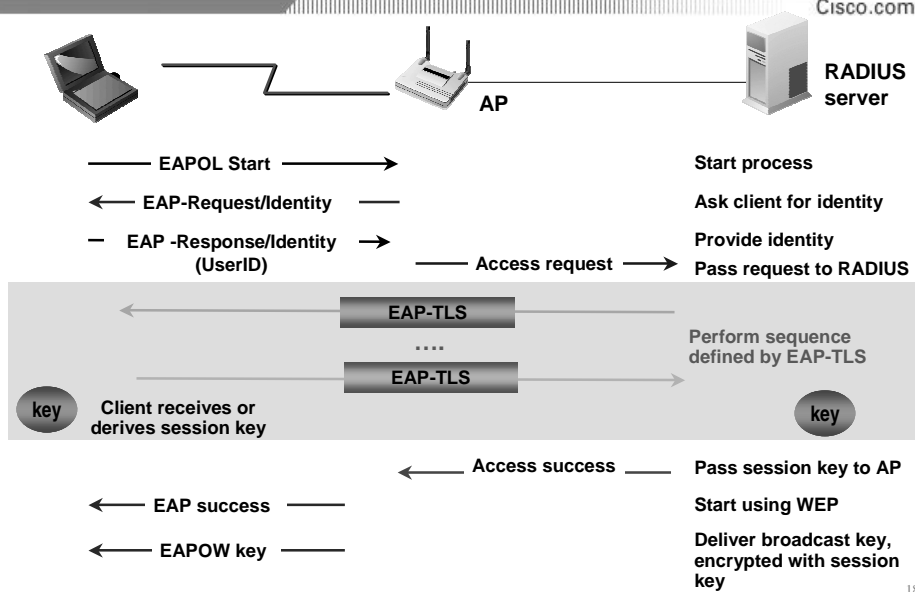 Cisco.com
AP
RADIUS
server
EAPOL Start
Start process
EAP-Request/Identity
Ask client for identity
EAP -Response/Identity
(UserID)
Provide identity
Access request
Pass request to RADIUS
EAP-TLS
....
EAP-TLS
Perform sequence
defined by EAP-TLS
key
Client receives or
derives session key
key
Access success
Pass session key to AP
EAP success
Start using WEP
EAPOW key
Deliver broadcast key,
encrypted with session
key